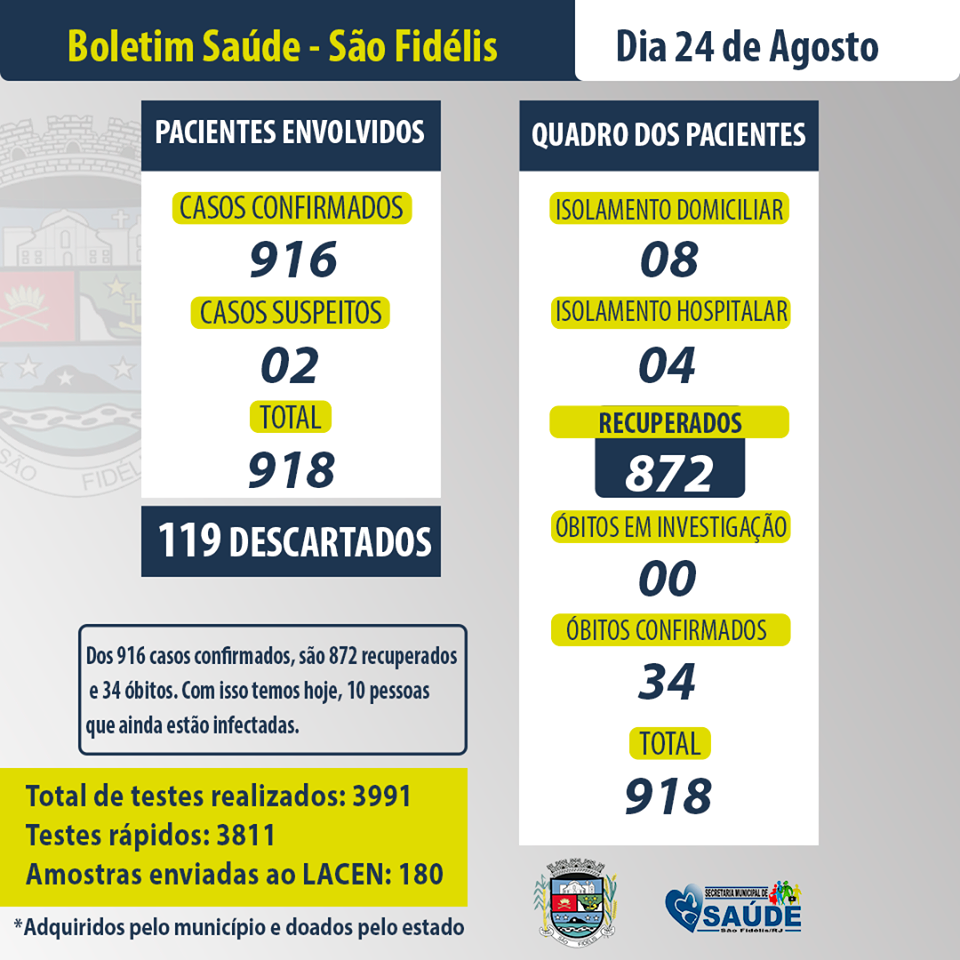 Boletim Saúde - São Fidélis
Dia 24 de Agosto
PACIENTES ENVOLVIDOS
CASOS CONFIRMADOS
916
CASOS SUSPEITOS
02
TOTAL
918
119 DESCARTADOS
QUADRO DOS PACIENTES
ISOLAMENTO DOMICILIAR
08
ISOLAMENTO HOSPITALAR
04
RECUPERADOS
872
ÓBITOS EM INVESTIGAÇÃO
00
ÓBITOS CONFIRMADOS
34
TOTAL
918
Dos 916 casos confirmados, são 872 recuperados
e 34 óbitos. Com isso temos hoje, 10 pessoas
que ainda estão infectadas.
Total de testes realizados: 3991
Testes rápidos: 3811
Amostras enviadas ao LACEN: 180
*Adquiridos pelo município e doados pelo estado
SÃO FIDÉLIS
SECRETARIA MUNICIPAL DE
SAÚDE
São Fidélis/RJ